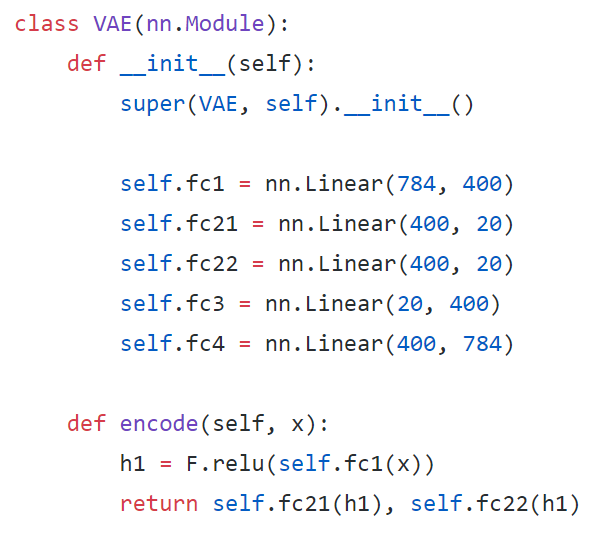 class VAE(nn.Module):
    def __init__(self):
        super(VAE, self).__init__()
        self.fc1 = nn.Linear(784, 400)
        self.fc21 = nn.Linear(400, 20)
        self.fc22 = nn.Linear(400, 20)
        self.fc3 = nn.Linear(20, 400)
        self.fc4 = nn.Linear(400, 784)
    def encode(self, x):
        h1 = F.relu(self.fc1(x))
        return self.fc21(h1), self.fc22(h1)